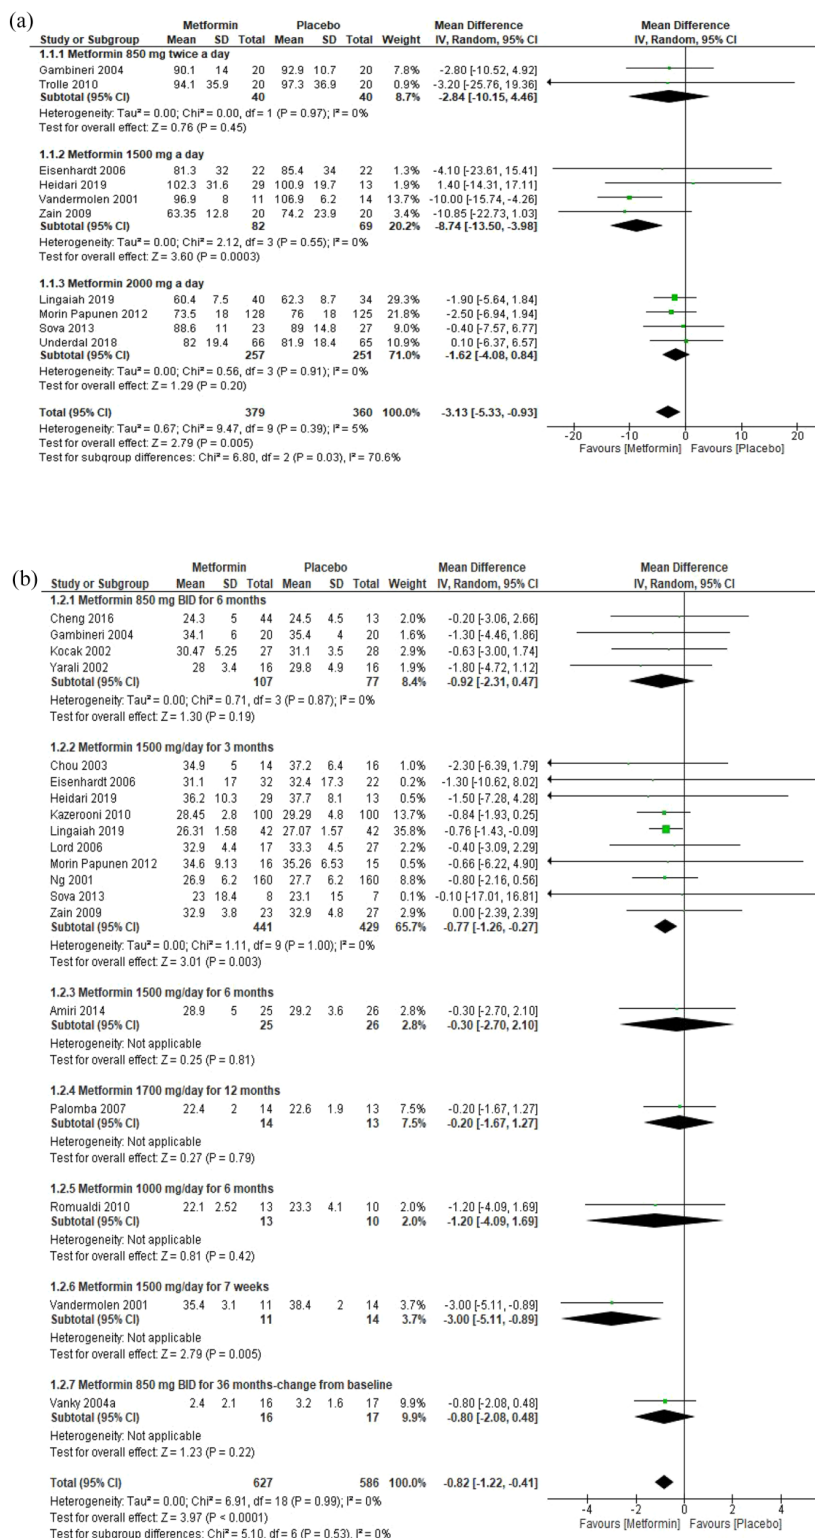 (a)
Metformin Placebo Mean Difference Mean Difference
Study or Subgroup Mean SD Total Mean SD Total Weight IV, Random, 95% CI IV, Random, 95% CI
1.1.1 Metformin 850 mg twice a day
Gambineri 2004 90.1 14 20 92.9 10.7 20 7.8% -2.80 [-10.52, 4.92]
Trolle 2010 94.1 35.9 20 97.3 36.9 20 0.9% -3.20 [-25.76, 19.36]
Subtotal (95% CI) 40 40 8.7% -2.84 [-10.15, 4.46]
Heterogeneity: Tau² = 0.00; Chi² = 0.00, df = 1 (P = 0.97); I² = 0%
Test for overall effect: Z = 0.76 (P = 0.45)
1.1.2 Metformin 1500 mg a day
Eisenhardt 2006 81.3 32 22 85.4 34 22 1.3% -4.10 [-23.61, 15.41]
Heidari 2019 102.3 31.6 29 100.9 19.7 13 2.0% 1.40 [-14.31, 17.11]
Vandermolen 2001 96.9 8 11 106.9 6.2 14 13.7% -10.00 [-15.74, -4.26]
Zain 2009 63.35 12.8 20 74.2 23.9 20 3.4% -10.85 [-22.73, 1.03]
Subtotal (95% CI) 82 69 20.2% -8.74 [-13.50, -3.98]
Heterogeneity: Tau² = 0.00; Chi² = 2.12, df = 3 (P = 0.55); I² = 0%
Test for overall effect: Z = 3.60 (P = 0.0003)
1.1.3 Metformin 2000 mg a day
Lingaiah 2019 60.4 7.5 40 62.3 8.7 34 29.3% -1.90 [-5.64, 1.84]
Morin Papunen 2012 73.5 18 128 76 18 125 21.7% -2.50 [-6.94, 1.94]
Sova 2013 88.6 11 23 89 14.8 27 9.0% -0.40 [-7.57, 6.77]
Underdal 2018 82 19.4 66 81.9 18.4 65 10.9% 0.10 [-6.37, 6.57]
Subtotal (95% CI) 257 251 71.0% -1.62 [-4.08, 0.84]
Heterogeneity: Tau² = 0.00; Chi² = 0.56, df = 3 (P = 0.91); I² = 0%
Test for overall effect: Z = 1.29 (P = 0.20)
Total (95% CI) 379 360 100.0% -3.13 [-5.33, -0.93]
Heterogeneity: Tau² = 0.67; Chi² = 9.47, df = 9 (P = 0.39); I² = 5%
Test for overall effect: Z = 2.79 (P = 0.005)
Test for subgroup differences: Chi² = 6.80, df = 2 (P = 0.03), I² = 70.6%
-20 -10 0 10 20
Favours [Metformin] Favours [Placebo]
(b)
Metformin Placebo Mean Difference Mean Difference
Study or Subgroup Mean SD Total Mean SD Total Weight IV, Random, 95% CI IV, Random, 95% CI
1.2.1 Metformin 850 mg BID for 6 months
Cheng 2016 24.3 5 44 24.5 4.5 13 2.0% -0.20 [-3.06, 2.66]
Gambineri 2004 34.1 6 20 35.4 4 20 1.6% -1.30 [-4.46, 1.86]
Kocak 2002 30.47 5.25 27 31.1 3.5 28 2.9% -0.63 [-3.00, 1.74]
Yarali 2002 28 3.4 16 29.8 4.9 16 1.9% -1.80 [-4.72, 1.12]
Subtotal (95% CI) 107 77 8.4% -0.92 [-2.31, 0.47]
Heterogeneity: Tau² = 0.00; Chi² = 0.71, df = 3 (P = 0.87); I² = 0%
Test for overall effect: Z = 1.30 (P = 0.19)
1.2.2 Metformin 1500 mg/day for 3 months
Chou 2003 34.9 5 14 37.2 6.4 16 1.0% -2.30 [-6.39, 1.79]
Eisenhardt 2006 31.1 17 32 32.4 17.3 22 0.2% -1.30 [-10.62, 8.02]
Heidari 2019 36.2 10.3 29 37.7 8.1 13 0.5% -1.50 [-7.28, 4.28]
Kazerooni 2010 28.45 2.8 100 29.29 4.8 100 13.7% -0.84 [-1.93, 0.25]
Lingaiah 2019 26.31 1.58 42 27.07 1.57 42 35.8% -0.76 [-1.43, -0.09]
Lord 2006 32.9 4.4 17 33.3 4.5 27 2.3% -0.40 [-3.09, 2.29]
Morin Papunen 2012 34.6 9.13 16 35.26 6.53 15 0.5% -0.66 [-6.22, 4.90]
Ng 2001 26.9 6.2 160 27.7 6.2 160 8.8% -0.80 [-2.16, 0.56]
Sova 2013 23 18.4 8 23.1 15 7 0.1% -0.10 [-17.01, 16.81]
Zain 2009 32.9 3.8 23 32.9 4.8 27 2.9% 0.00 [-2.39, 2.39]
Subtotal (95% CI) 441 429 65.7% -0.77 [-1.26, -0.27]
Heterogeneity: Tau² = 0.00; Chi² = 1.11, df = 9 (P = 1.00); I² = 0%
Test for overall effect: Z = 3.01 (P = 0.003)
1.2.3 Metformin 1500 mg/day for 6 months
Amiri 2014 28.9 5 25 29.2 3.6 26 2.8% -0.30 [-2.70, 2.10]
Subtotal (95% CI) 25 26 2.8% -0.30 [-2.70, 2.10]
Heterogeneity: Not applicable
Test for overall effect: Z = 0.25 (P = 0.81)
1.2.4 Metformin 1700 mg/day for 12 months
Palomba 2007 22.4 2 14 22.6 1.9 13 7.5% -0.20 [-1.67, 1.27]
Subtotal (95% CI) 14 13 7.5% -0.20 [-1.67, 1.27]
Heterogeneity: Not applicable
Test for overall effect: Z = 0.27 (P = 0.79)
1.2.5 Metformin 1000 mg/day for 6 months
Romualdi 2010 22.1 2.52 13 23.3 4.1 10 2.0% -1.20 [-4.09, 1.69]
Subtotal (95% CI) 13 10 2.0% -1.20 [-4.09, 1.69]
Heterogeneity: Not applicable
Test for overall effect: Z = 0.81 (P = 0.42)
1.2.6 Metformin 1500 mg/day for 7 weeks
Vandermolen 2001 35.4 3.1 11 38.4 2 14 3.7% -3.00 [-5.11, -0.89]
Subtotal (95% CI) 11 14 3.7% -3.00 [-5.11, -0.89]
Heterogeneity: Not applicable
Test for overall effect: Z = 2.79 (P = 0.005)
1.2.7 Metformin 850 mg BID for 36 months-change from baseline
Vanky 2004a 2.4 2.1 16 3.2 1.6 17 9.9% -0.80 [-2.08, 0.48]
Subtotal (95% CI) 16 17 9.9% -0.80 [-2.08, 0.48]
Heterogeneity: Not applicable
Test for overall effect: Z = 1.23 (P = 0.22)
Total (95% CI) 627 586 100.0% -0.82 [-1.22, -0.41]
Heterogeneity: Tau² = 0.00; Chi² = 6.91, df = 18 (P = 0.99); I² = 0%
Test for overall effect: Z = 3.97 (P < 0.0001)
Test for subgroup differences: Chi² = 5.10, df = 6 (P = 0.53), I² = 0%
-4 -2 0 2 4
Favours [Metformin] Favours [Placebo]